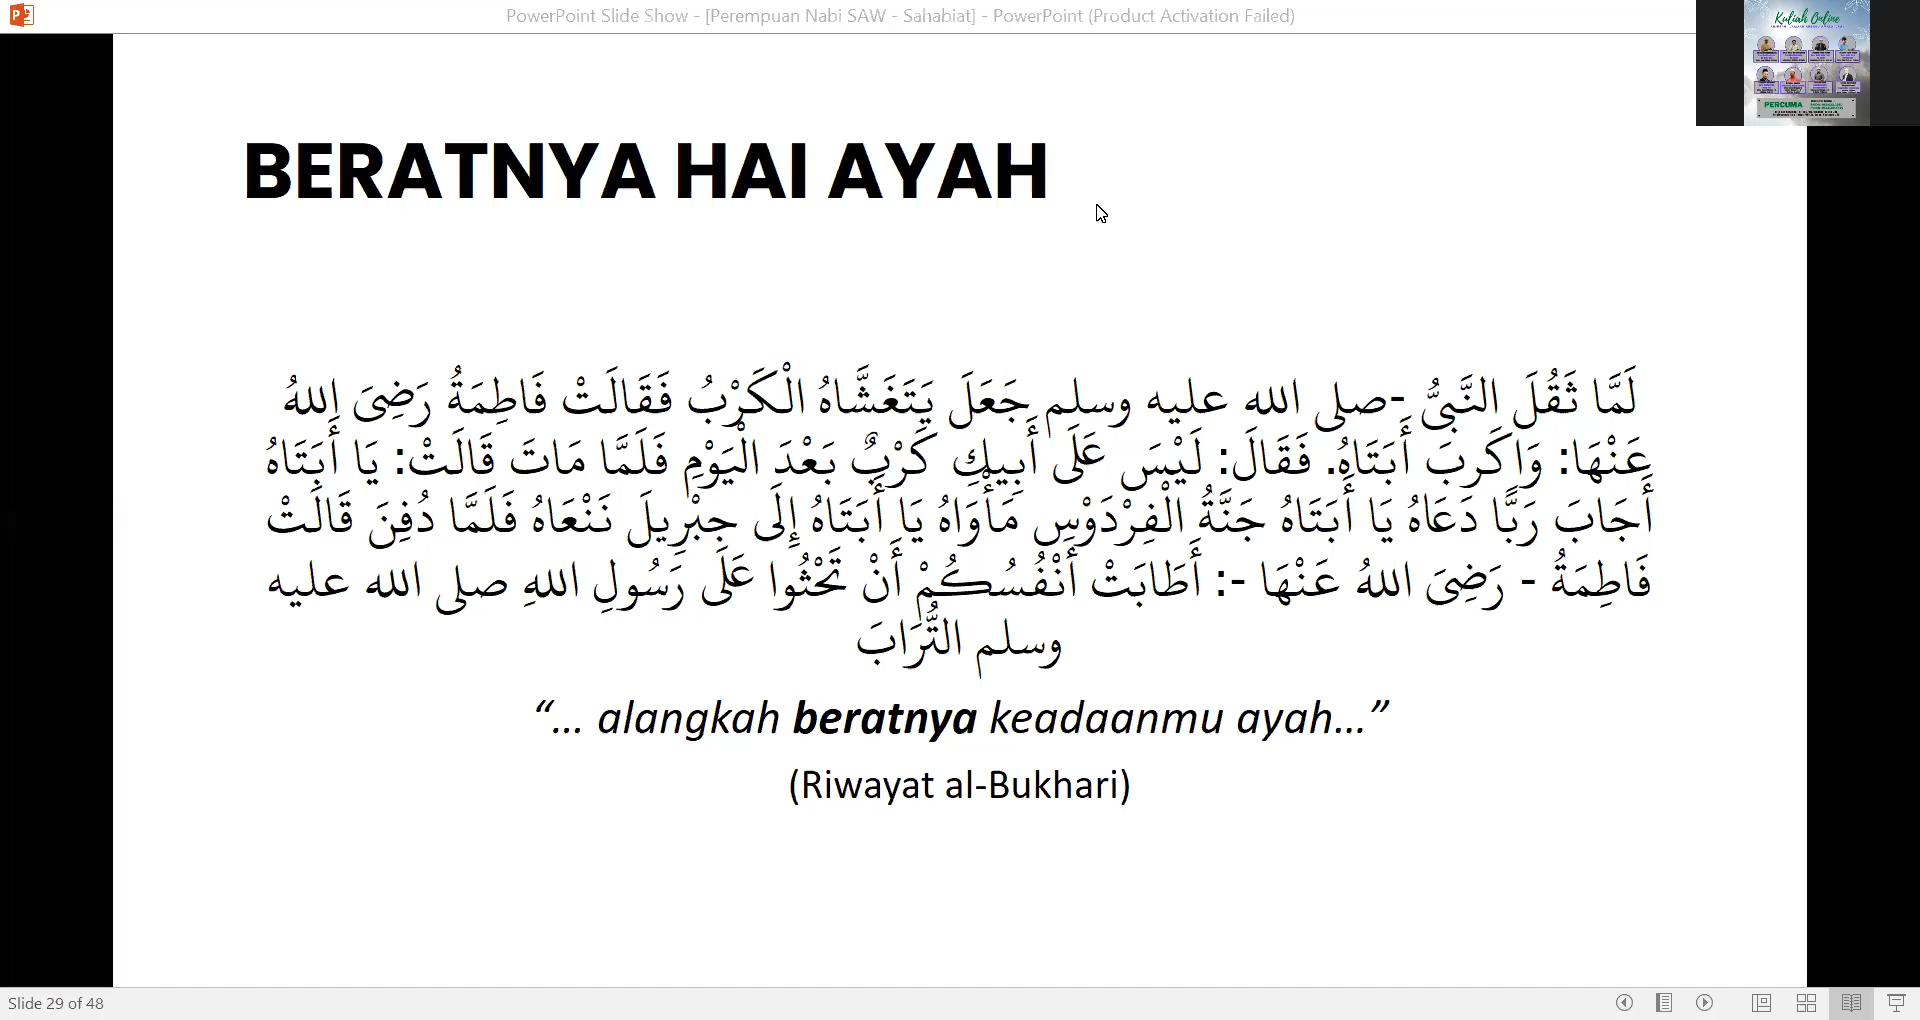 PowerPoint Slide Show - [Perempuan Nabi SAW - Sahabiat] - PowerPoint (Product Activation Failed)
Kuliah Online
PERCUMA
BERATNYA HAI AYAH
لَمَّا ثَقُلَ النَّبِيُّ -صلى الله عليه وسلم جَعَلَ يَتَغَشَّاهُ الْكَرْبُ فَقَالَتْ فَاطِمَةُ رَضِيَ اللهُ
عَنْهَا: وَاكَرْبَ أَبَتَاهُ. فَقَالَ: لَيْسَ عَلَى أَبِيكِ كَرْبٌ بَعْدَ الْيَوْمِ فَلَمَّا مَاتَ قَالَتْ: يَا أَبَتَاهُ
أَجَابَ رَبًّا دَعَاهُ يَا أَبَتَاهُ جَنَّةُ الْفِرْدَوْسِ مَأْوَاهُ يَا أَبَتَاهُ إِلَى جِبْرِيلَ نَنْعَاهُ فَلَمَّا دُفِنَ قَالَتْ
فَاطِمَةُ - رَضِيَ اللهُ عَنْهَا -: أَطَابَتْ أَنْفُسُكُمْ أَنْ تَحْثُوا عَلَى رَسُولِ اللهِ صلى الله عليه
وسلم التُّرَابَ
“... alangkah beratnya keadaanmu ayah...”
(Riwayat al-Bukhari)
Slide 29 of 48